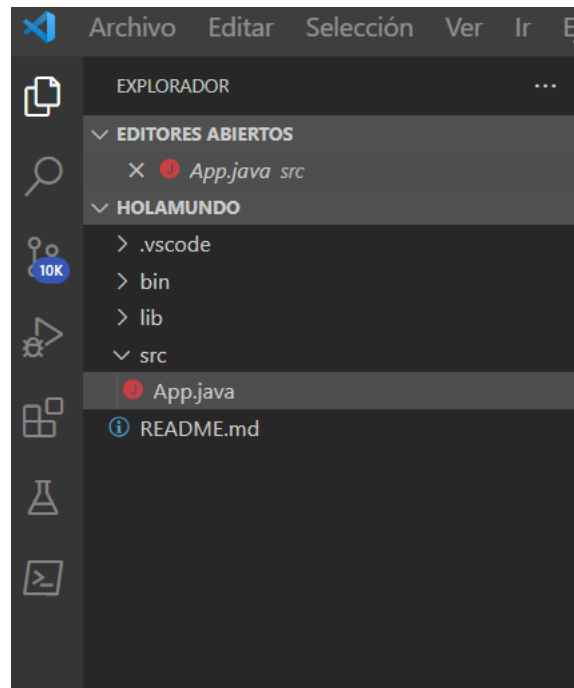 Archivo Editar Selección Ver Ir
EXPLORADOR ...
EDITORES ABIERTOS
App.java src
HOLAMUNDO
.vscode
10K
bin
lib
src
App.java
README.md